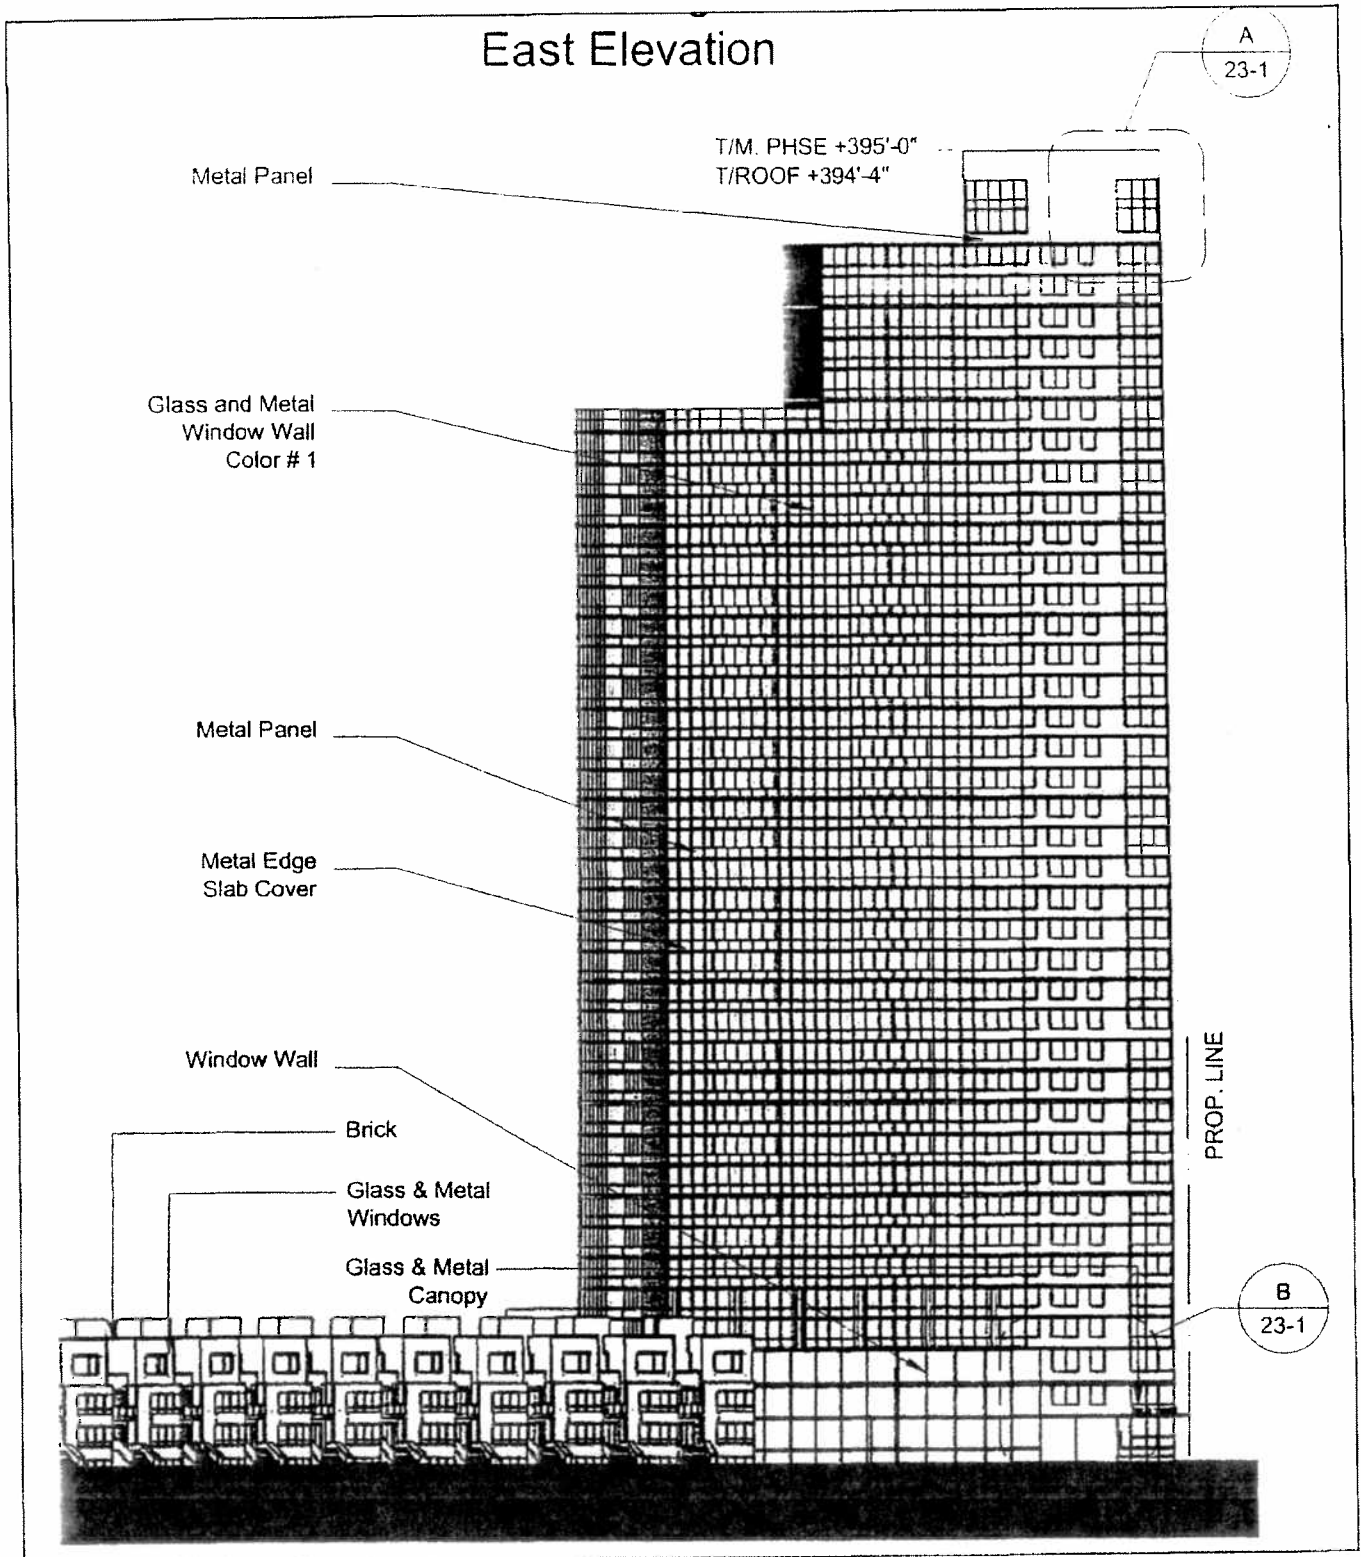 East Elevation
A
23-1
T/M. PHSE +395'-0"
T/ROOF +394'-4"
Metal Panel
Glass and Metal
Window Wall
Color # 1
Metal Panel
Metal Edge
Slab Cover
Window Wall
PROP. LINE
Brick
Glass & Metal
Windows
Glass & Metal
Canopy
B
23-1